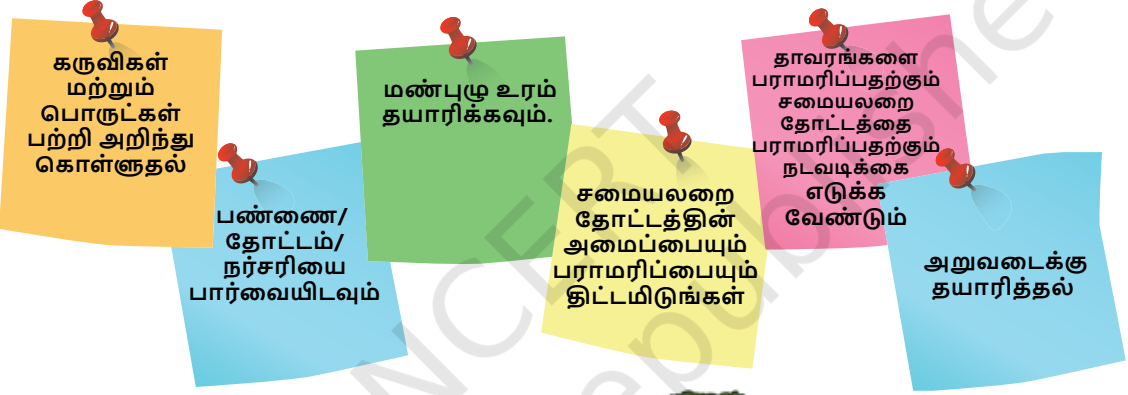 கருவிகள்
மற்றும்
பொருட்கள்
பற்றி அறிந்து
கொள்ளுதல்
பண்ணை/
தோட்டம்/
நர்சரியை
பார்வையிடவும்
மண்புழு உரம்
தயாரிக்கவும்.
சமையலறை
தோட்டத்தின்
அமைப்பையும்
பராமரிப்பையும்
திட்டமிடுங்கள்
தாவரங்களை
பராமரிப்பதற்கும்
சமையலறை
தோட்டத்தை
பராமரிப்பதற்கும்
நடவடிக்கை
எடுக்க
வேண்டும்
அறுவடைக்கு
தயாரித்தல்
NCERT
republishe